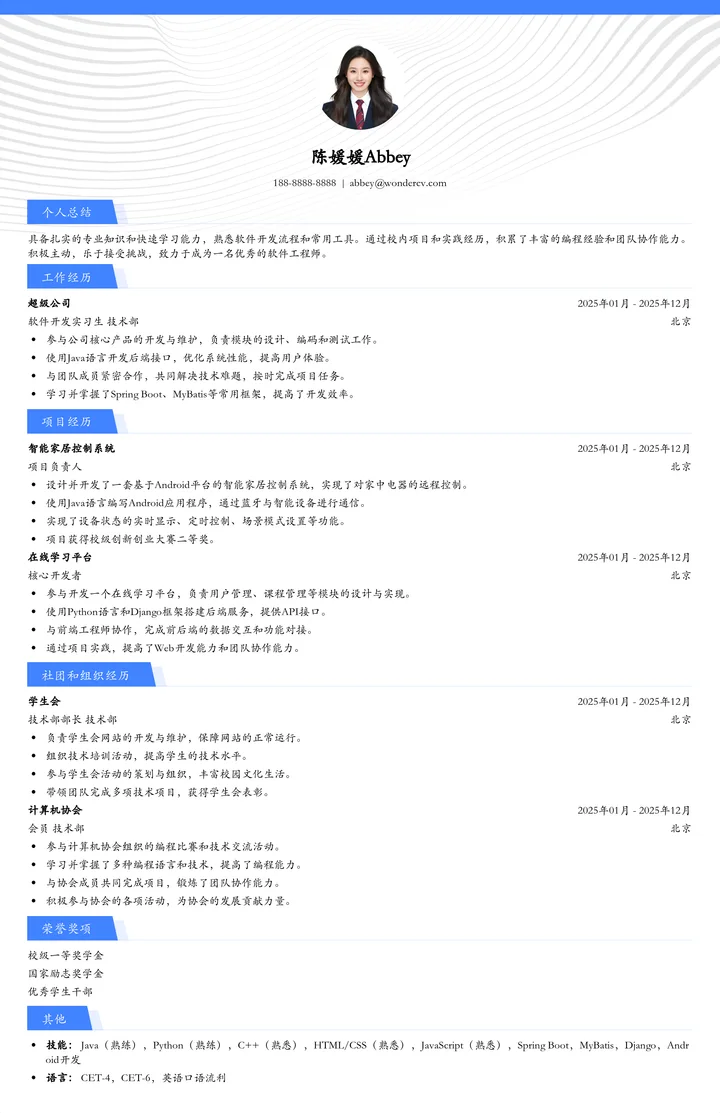 陈媛媛Abbey
188-8888-8888 | abbey@wondercv.com
个人总结
具备扎实的专业知识和快速学习能力，熟悉软件开发流程和常用工具。通过校内项目和实践经历，积累了丰富的编程经验和团队协作能力。
积极主动，乐于接受挑战，致力于成为一名优秀的软件工程师。
工作经历
超级公司 2025年01月 - 2025年12月
软件开发实习生 技术部 北京
• 参与公司核心产品的开发与维护，负责模块的设计、编码和测试工作。
• 使用Java语言开发后端接口，优化系统性能，提高用户体验。
• 与团队成员紧密合作，共同解决技术难题，按时完成项目任务。
• 学习并掌握了Spring Boot、MyBatis等常用框架，提高了开发效率。
项目经历
智能家居控制系统 2025年01月 - 2025年12月
项目负责人 北京
• 设计并开发了一套基于Android平台的智能家居控制系统，实现了对家中电器的远程控制。
• 使用Java语言编写Android应用程序，通过蓝牙与智能设备进行通信。
• 实现了设备状态的实时显示、定时控制、场景模式设置等功能。
• 项目获得校级创新创业大赛二等奖。
在线学习平台 2025年01月 - 2025年12月
核心开发者 北京
• 参与开发一个在线学习平台，负责用户管理、课程管理等模块的设计与实现。
• 使用Python语言和Django框架搭建后端服务，提供API接口。
• 与前端工程师协作，完成前后端的数据交互和功能对接。
• 通过项目实践，提高了Web开发能力和团队协作能力。
社团和组织经历
学生会 2025年01月 - 2025年12月
技术部部长 技术部 北京
• 负责学生会网站的开发与维护，保障网站的正常运行。
• 组织技术培训活动，提高学生的技术水平。
• 参与学生会活动的策划与组织，丰富校园文化生活。
• 带领团队完成多项技术项目，获得学生会表彰。
计算机协会 2025年01月 - 2025年12月
会员 技术部 北京
• 参与计算机协会组织的编程比赛和技术交流活动。
• 学习并掌握了多种编程语言和技术，提高了编程能力。
• 与协会成员共同完成项目，锻炼了团队协作能力。
• 积极参与协会的各项活动，为协会的发展贡献力量。
荣誉奖项
校级一等奖学金
国家励志奖学金
优秀学生干部
其他
• 技能： Java（熟练），Python（熟练），C++（熟悉），HTML/CSS（熟悉），JavaScript（熟悉），Spring Boot，MyBatis，Django，Andr
oid开发
• 语言： CET-4，CET-6，英语口语流利